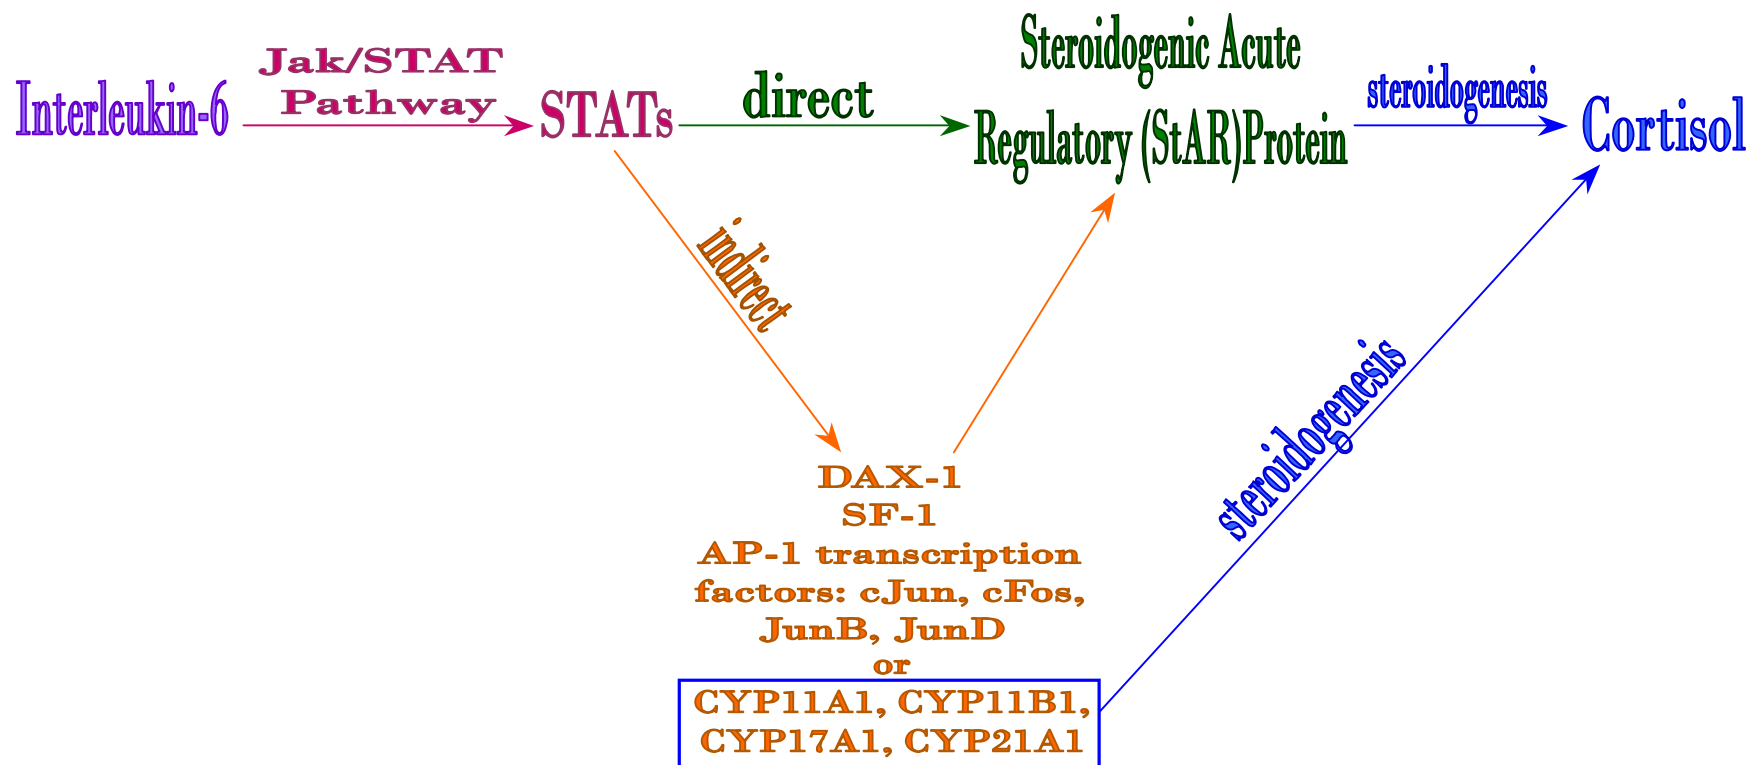 Interleukin-6
Jak/STAT
Pathway
STATs
direct
Steroidogenic Acute
Regulatory (StAR)Protein
steroidogenesis
Cortisol
indirect
steroidogenesis
DAX-1
SF-1
AP-1 transcription
factors: cJun, cFos,
JunB, JunD
or
CYP11A1, CYP11B1,
CYP17A1, CYP21A1